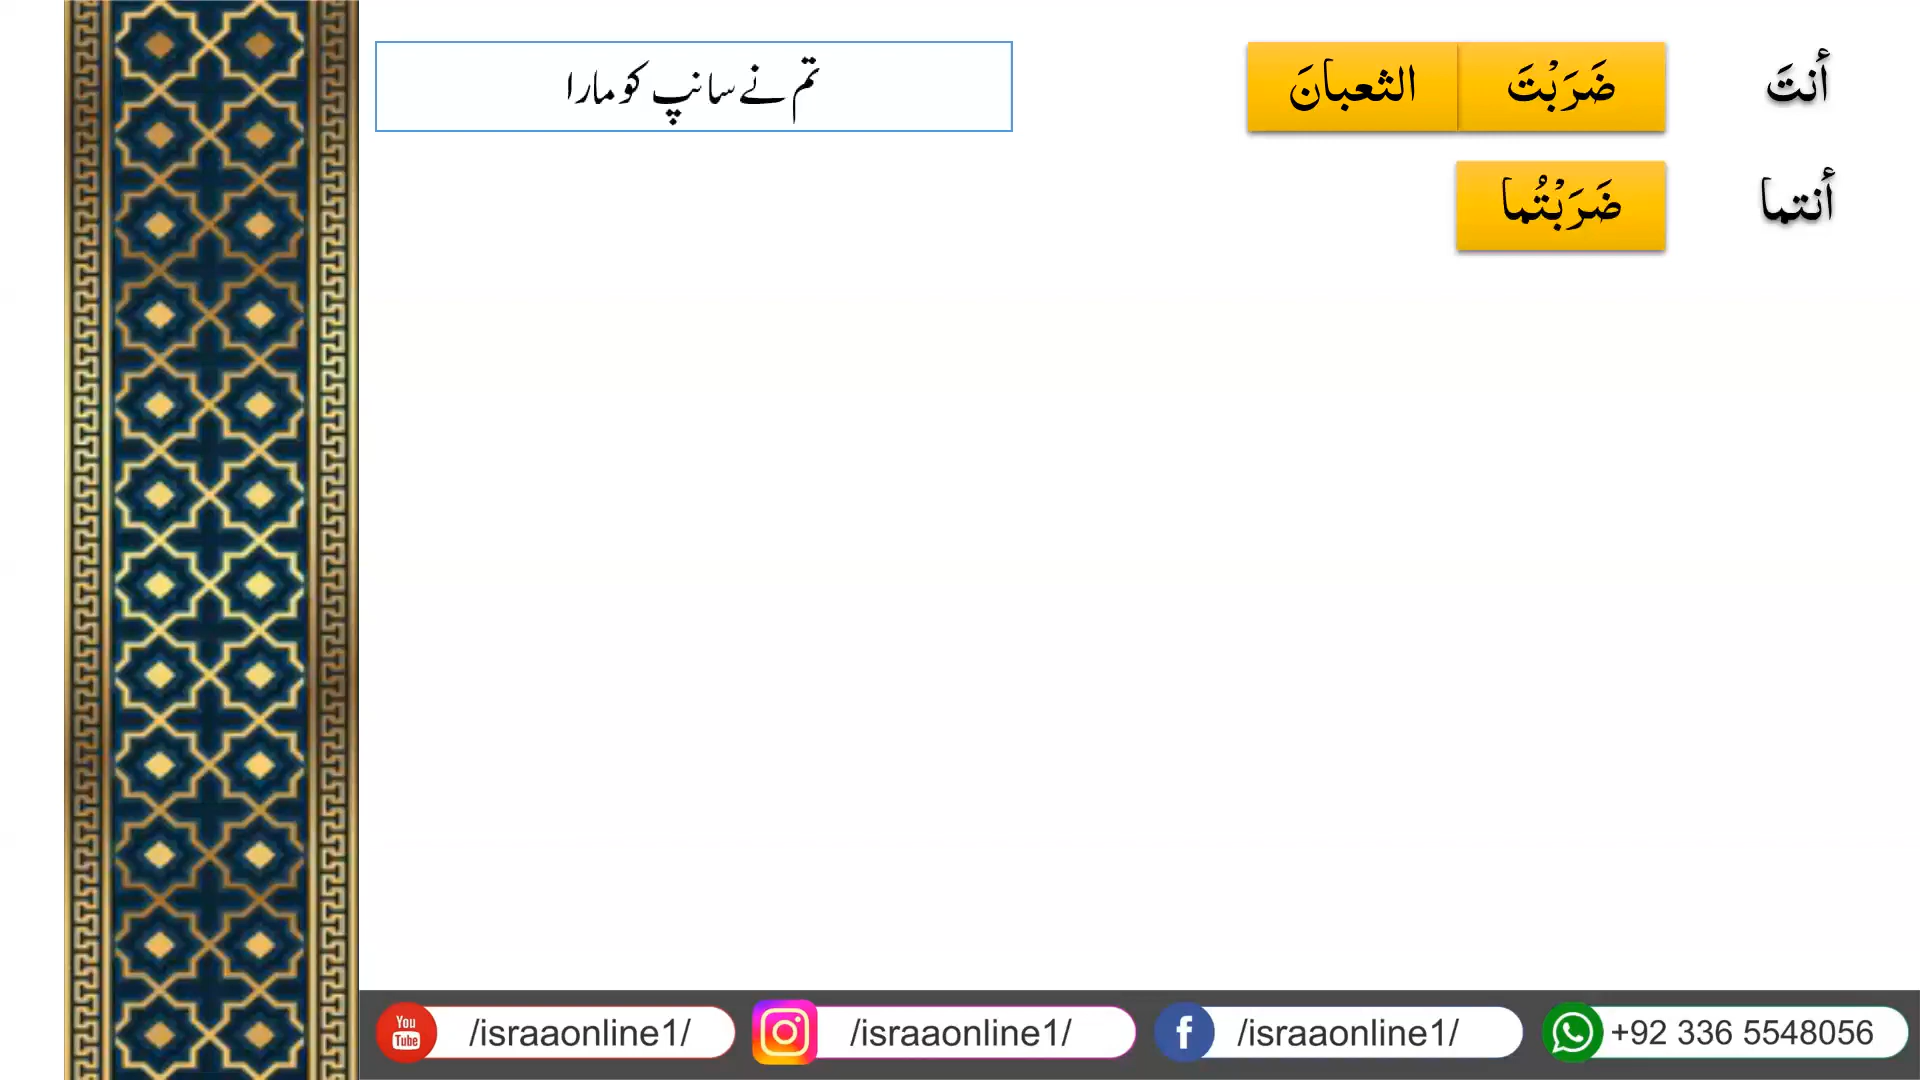 أنتَ ضَرَبْتَ الثعبانَ تم نے سانپ کو مارا
أنتما ضَرَبْتُما
You Tube /israaonline1/ /israaonline1/ f /israaonline1/ +92 336 5548056